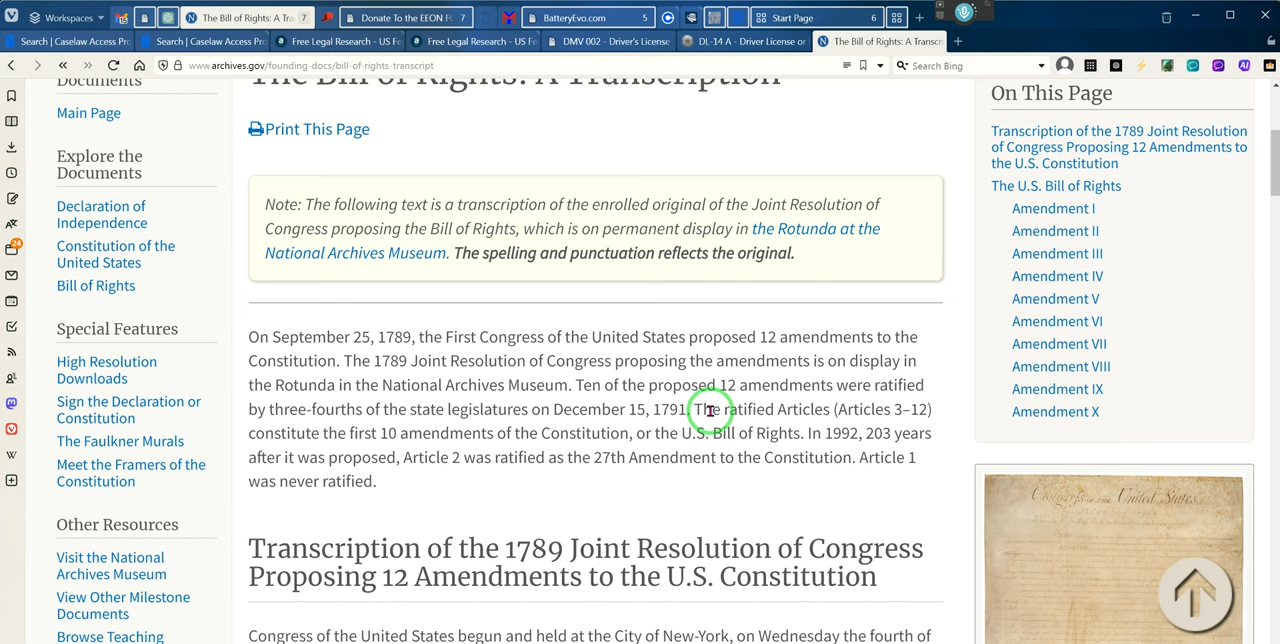 Workspaces
The Bill of Rights: A Tra
7
Donate To the EEON F
7
BatteryEvo.com
5
Start Page
6
Search | Caselaw Access Pro
Search | Caselaw Access Pro
Free Legal Research - US Fe
Free Legal Research - US Fe
DMV 002 - Driver's License
DL-14 A - Driver License or
The Bill of Rights: A Transcr
www.archives.gov/founding-docs/bill-of-rights-transcript
Search Bing
24
Documents
Main Page
Explore the
Documents
Declaration of
Independence
Constitution of the
United States
Bill of Rights
Special Features
High Resolution
Downloads
Sign the Declaration or
Constitution
The Faulkner Murals
Meet the Framers of the
Constitution
Other Resources
Visit the National
Archives Museum
View Other Milestone
Documents
Browse Teaching
The Bill of Rights: A Transcription
Print This Page
Note: The following text is a transcription of the enrolled original of the Joint Resolution of
Congress proposing the Bill of Rights, which is on permanent display in the Rotunda at the
National Archives Museum. The spelling and punctuation reflects the original.
On September 25, 1789, the First Congress of the United States proposed 12 amendments to the
Constitution. The 1789 Joint Resolution of Congress proposing the amendments is on display in
the Rotunda in the National Archives Museum. Ten of the proposed 12 amendments were ratified
by three-fourths of the state legislatures on December 15, 1791. The ratified Articles (Articles 3–12)
constitute the first 10 amendments of the Constitution, or the U.S. Bill of Rights. In 1992, 203 years
after it was proposed, Article 2 was ratified as the 27th Amendment to the Constitution. Article 1
was never ratified.
Transcription of the 1789 Joint Resolution of Congress
Proposing 12 Amendments to the U.S. Constitution
Congress of the United States begun and held at the City of New-York, on Wednesday the fourth of
On This Page
Transcription of the 1789 Joint Resolution
of Congress Proposing 12 Amendments to
the U.S. Constitution
The U.S. Bill of Rights
Amendment I
Amendment II
Amendment III
Amendment IV
Amendment V
Amendment VI
Amendment VII
Amendment VIII
Amendment IX
Amendment X
Congress of the United States